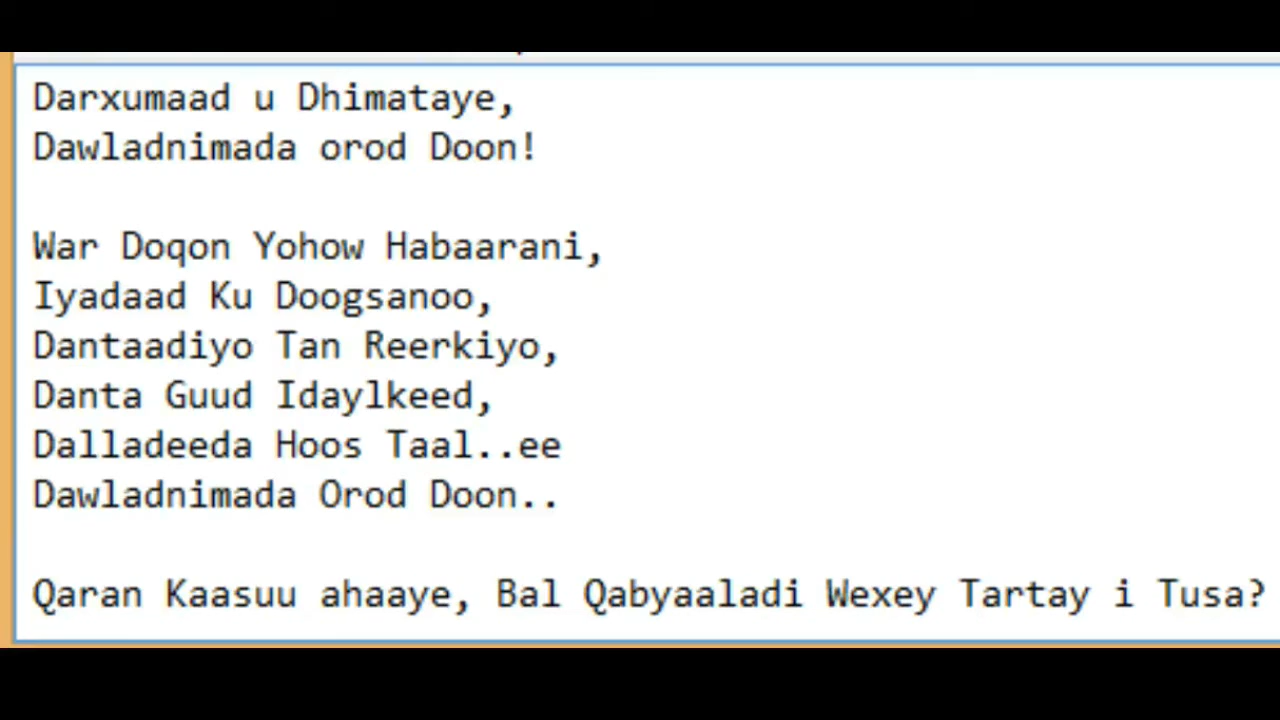 Darxumaad u Dhimataye,
Dawladnimada orod Doon!
War Doqon Yohow Habaarani,
Iyadaad Ku Doogsanoo,
Dantaadiyo Tan Reerkiyo,
Danta Guud Idaylkeed,
Dalladeeda Hoos Taal..ee
Dawladnimada Orod Doon..
Qaran Kaasuu ahaaye, Bal Qabyaaladi Wexey Tartay i Tusa?